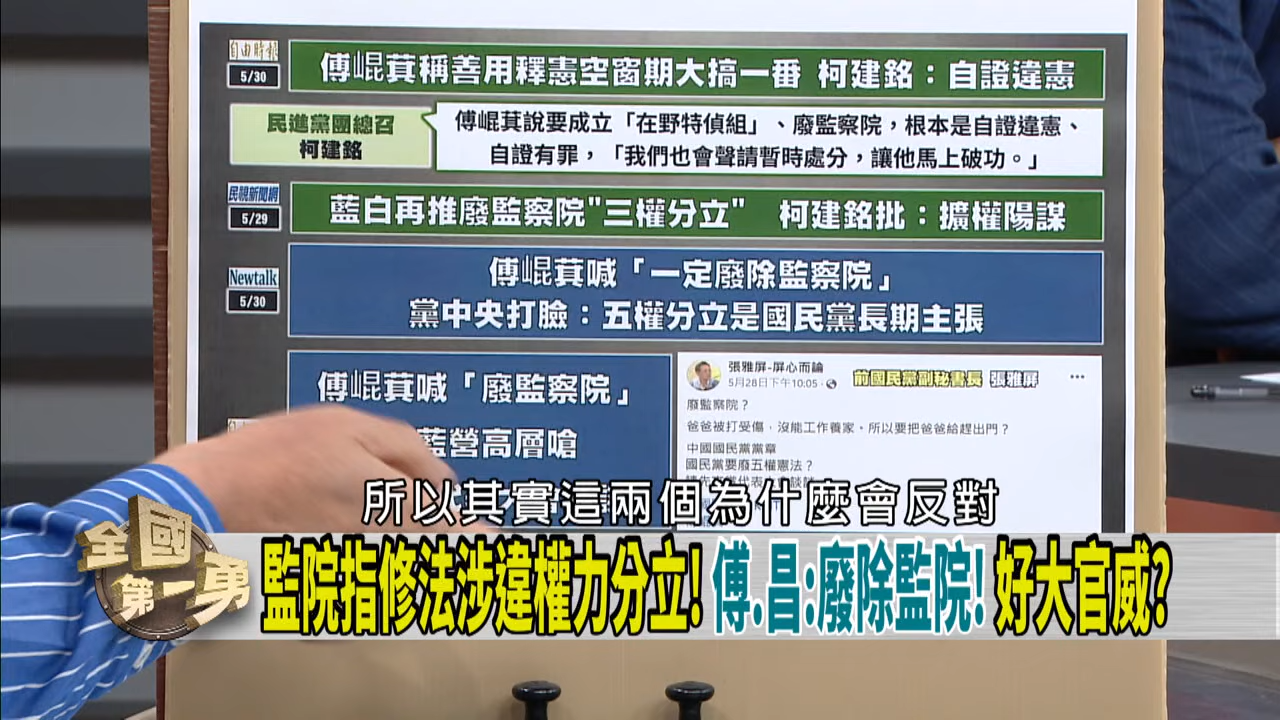 自由時報
5/30
傅崐萁稱善用釋憲空窗期大搞一番 柯建銘：自證違憲
民進黨團總召
柯建銘
傅崐萁說要成立「在野特偵組」、廢監察院，根本是自證違憲、
自證有罪，「我們也會聲請暫時處分，讓他馬上破功。」
民視新聞網
5/29
藍白再推廢監察院"三權分立" 柯建銘批：擴權陽謀
Newtalk
5/30
傅崐萁喊「一定廢除監察院」
黨中央打臉：五權分立是國民黨長期主張
傅崐萁喊「廢監察院」
藍營高層嗆
張雅屏-屏心而論
5月28日下午10:05
前國民黨副秘書長 張雅屏
廢監察院？
爸爸被打受傷，沒能工作養家。所以要把爸爸給趕出門？
中國國民黨黨章
國民黨要廢五權憲法？
所以其實這兩個為什麼會反對
全國第一勇
監院指修法涉違權力分立! 傅.昌:廢除監院! 好大官威?